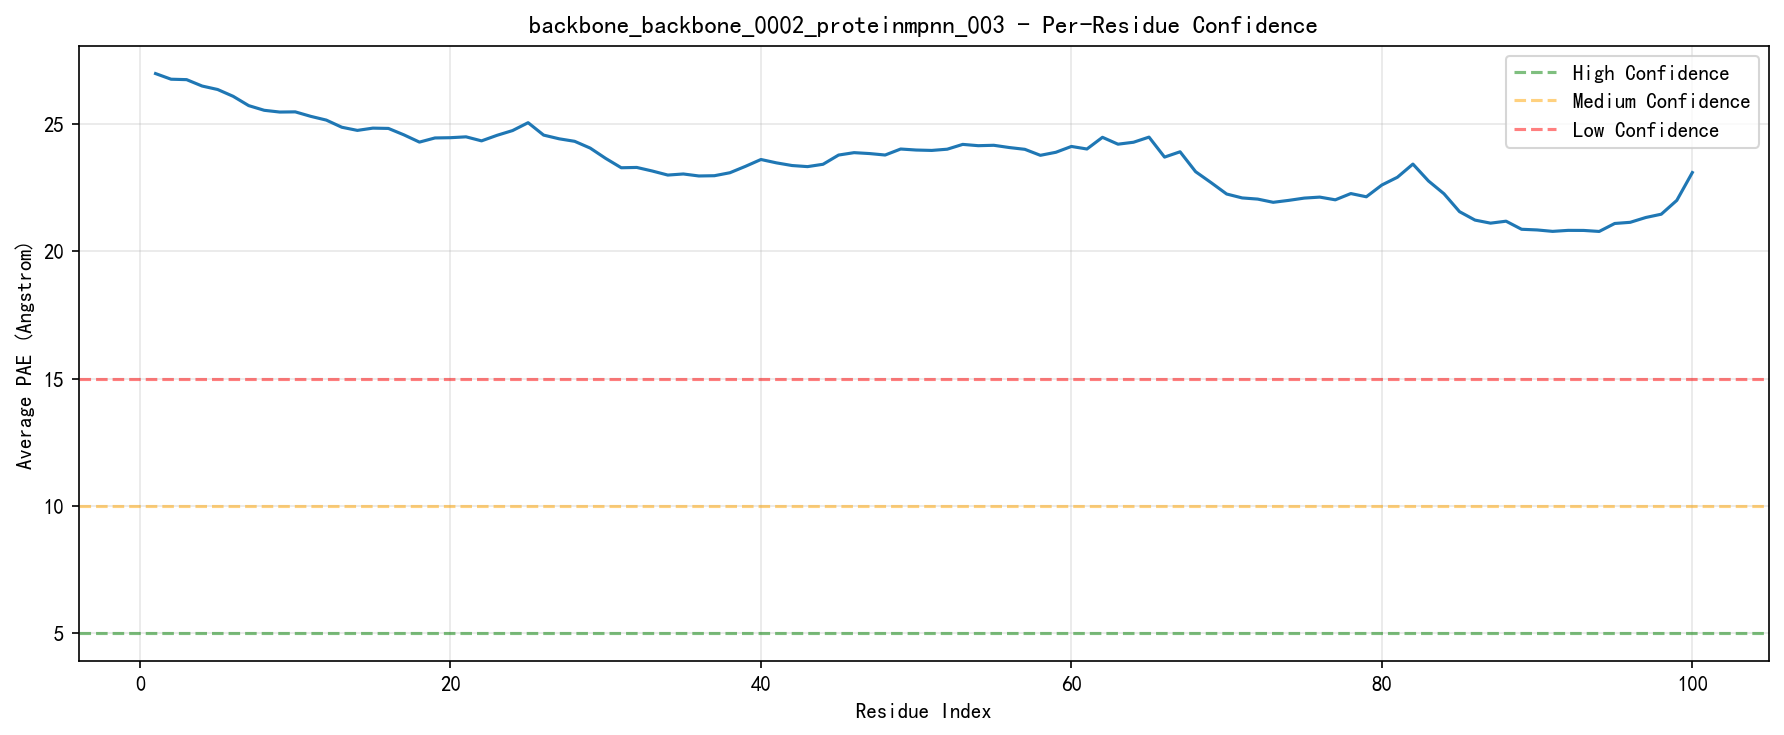 backbone_backbone_0002_proteinmpnn_003 - Per-Residue Confidence
High Confidence
Medium Confidence
Low Confidence
Average PAE (Angstrom)
25
20
15
10
5
0 20 40 60 80 100
Residue Index